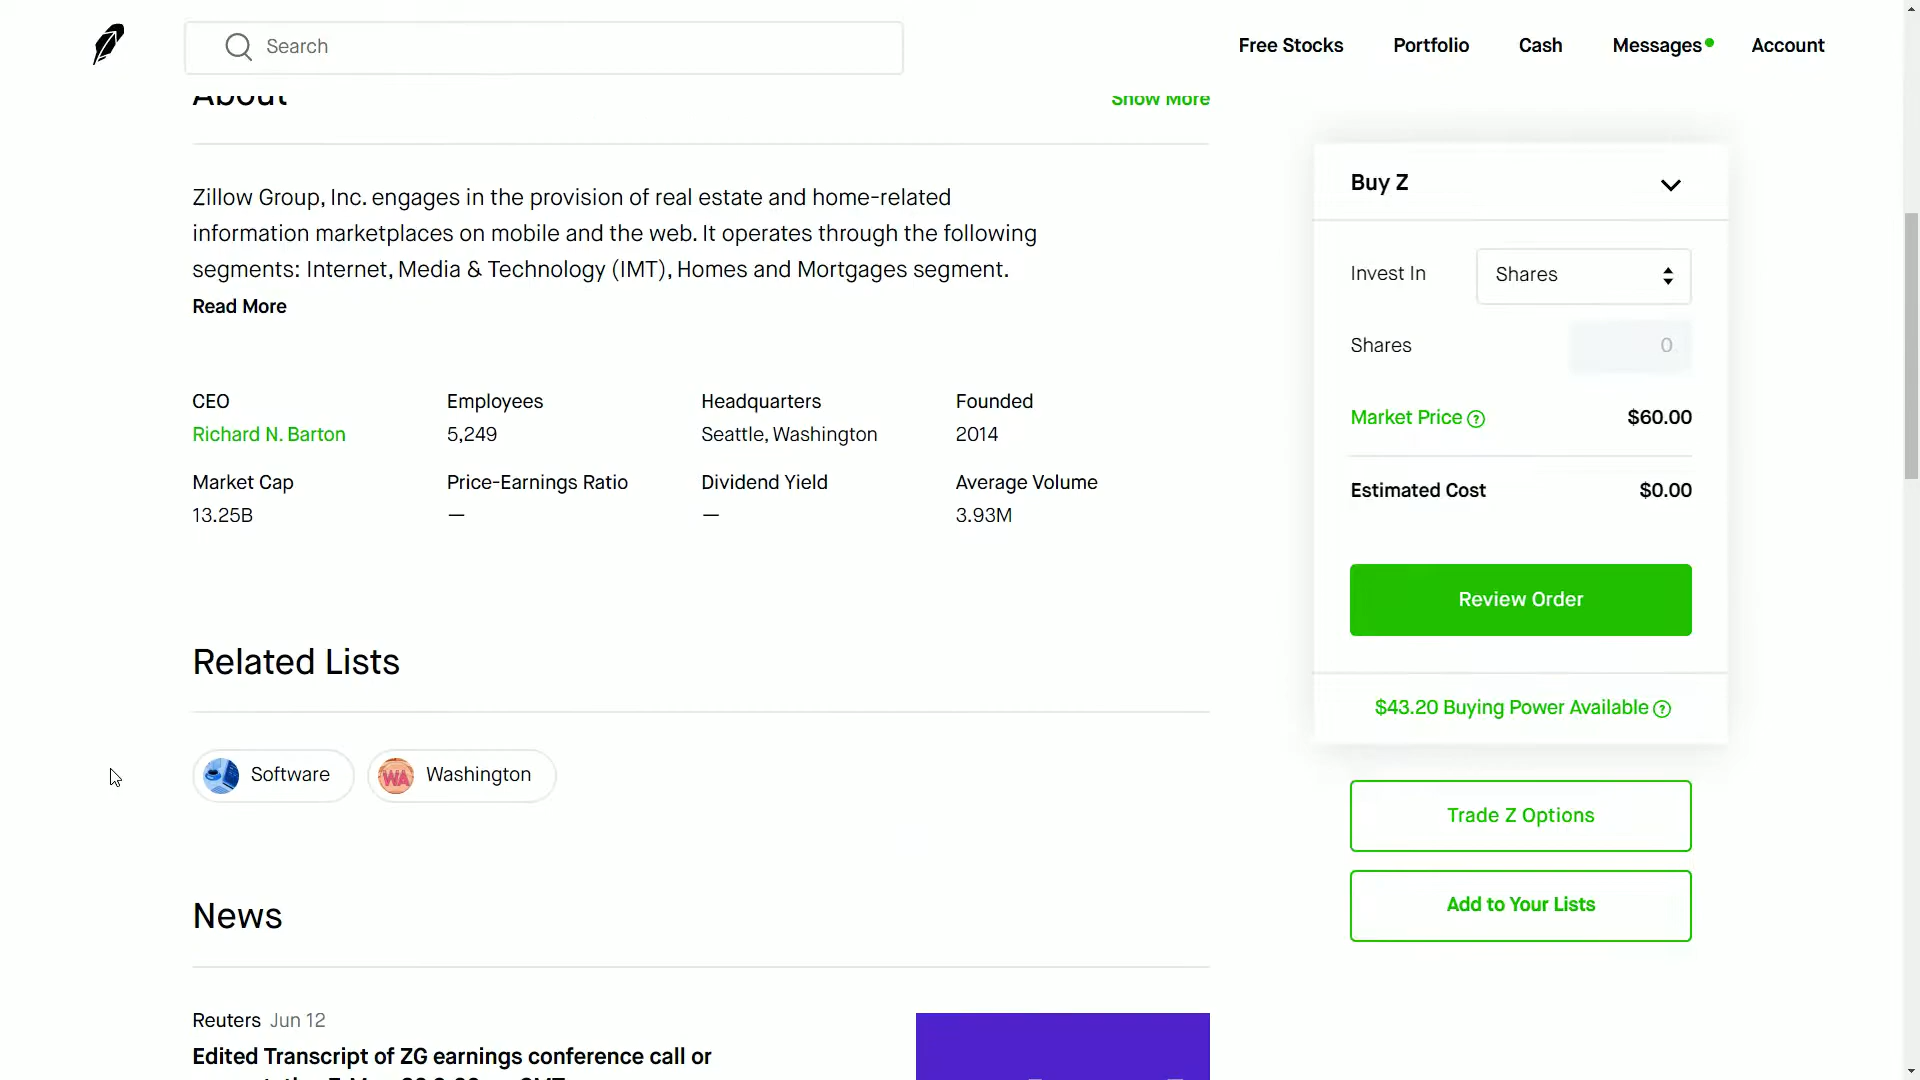 Search
Free Stocks
Portfolio
Cash
Messages
Account
About
Show More
Zillow Group, Inc. engages in the provision of real estate and home-related
information marketplaces on mobile and the web. It operates through the following
segments: Internet, Media & Technology (IMT), Homes and Mortgages segment.
Read More
CEO
Richard N. Barton
Employees
5,249
Headquarters
Seattle, Washington
Founded
2014
Market Cap
13.25B
Price-Earnings Ratio
—
Dividend Yield
—
Average Volume
3.93M
Related Lists
Software
WA
Washington
News
Reuters Jun 12
Edited Transcript of ZG earnings conference call or
Buy Z
Invest In
Shares
Shares
0
Market Price ?
$60.00
Estimated Cost
$0.00
Review Order
$43.20 Buying Power Available ?
Trade Z Options
Add to Your Lists